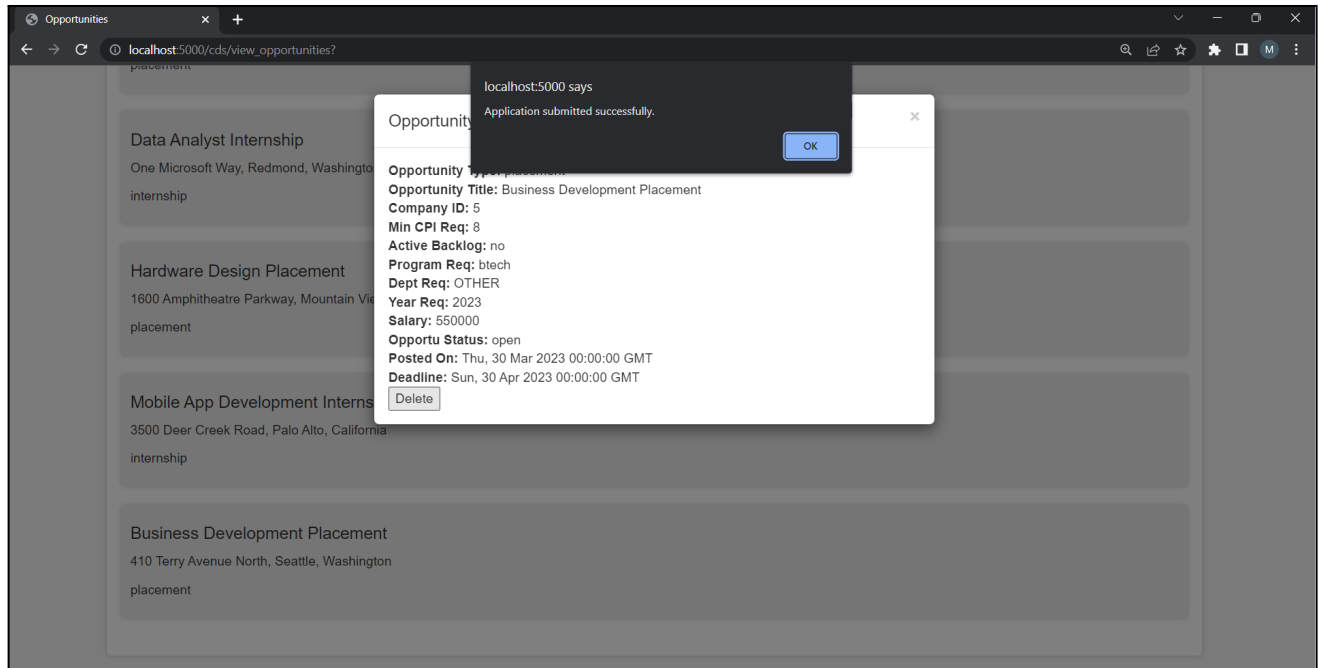 Opportunities
localhost:5000/cds/view_opportunities?
M
placement
localhost:5000 says
Application submitted successfully.
OK
Opportunity
×
Opportunity Type: placement
Opportunity Title: Business Development Placement
Company ID: 5
Min CPI Req: 8
Active Backlog: no
Program Req: btech
Dept Req: OTHER
Year Req: 2023
Salary: 550000
Opportu Status: open
Posted On: Thu, 30 Mar 2023 00:00:00 GMT
Deadline: Sun, 30 Apr 2023 00:00:00 GMT
Delete
Data Analyst Internship
One Microsoft Way, Redmond, Washingto
internship
Hardware Design Placement
1600 Amphitheatre Parkway, Mountain Vie
placement
Mobile App Development Interns
3500 Deer Creek Road, Palo Alto, California
internship
Business Development Placement
410 Terry Avenue North, Seattle, Washington
placement